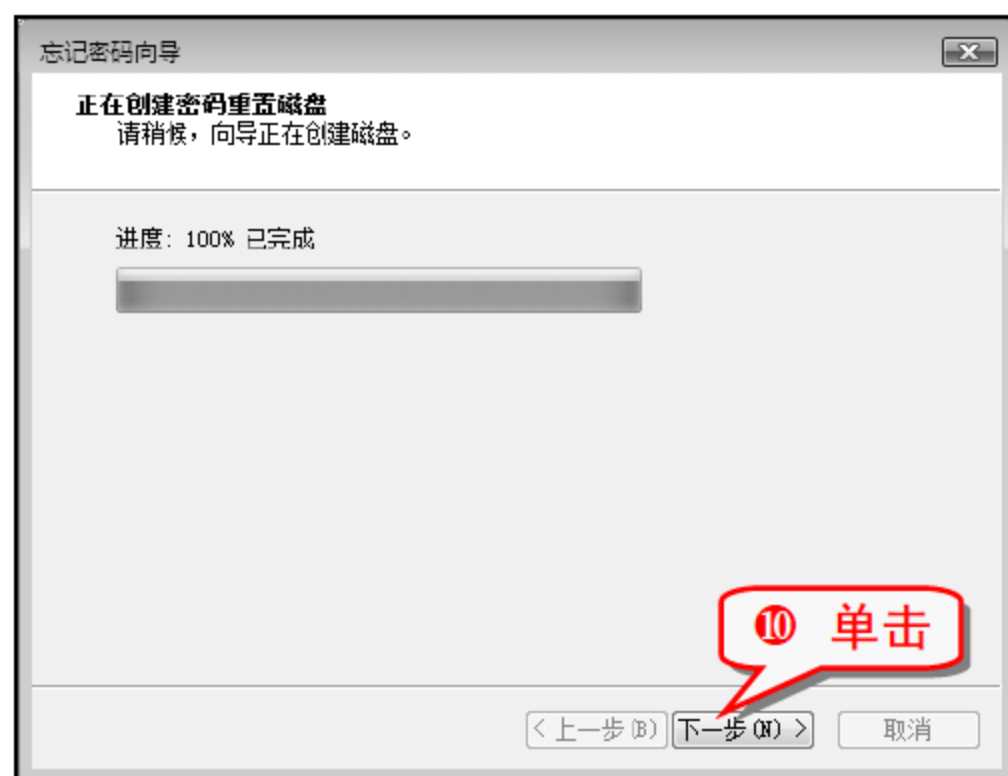 忘记密码向导
正在创建密码重置磁盘
请稍候，向导正在创建磁盘。
进度: 100% 已完成
❿ 单击
< 上一步(B) 下一步(N) > 取消